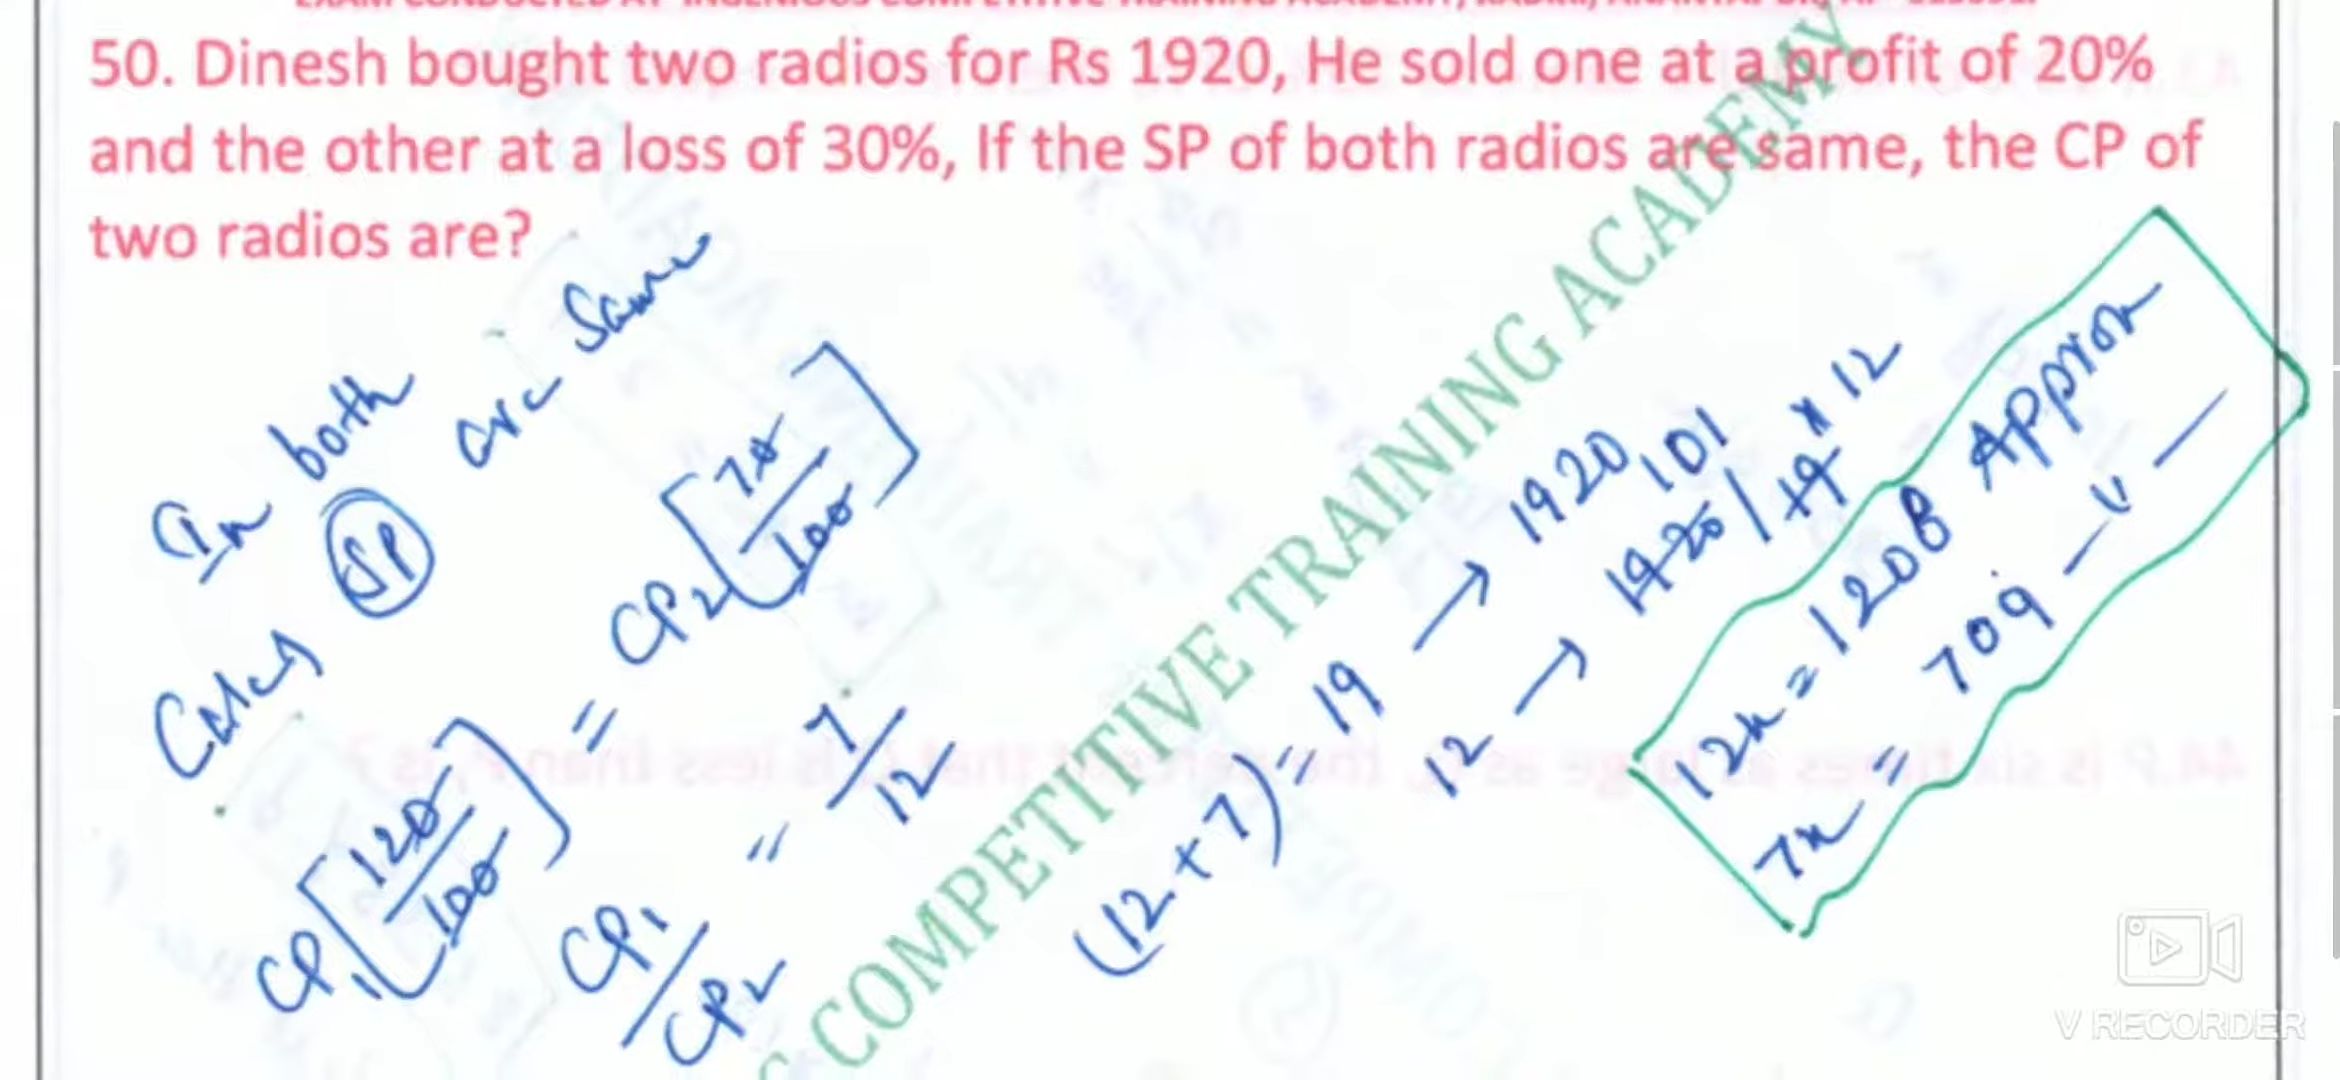 50. Dinesh bought two radios for Rs 1920, He sold one at a profit of 20%
and the other at a loss of 30%, If the SP of both radios are same, the CP of
two radios are?
In both
Cases SP are same
CP1 [120/100] = CP2 [70/100]
CP1/CP2 = 7/12
(12+7) = 19 → 1920
12 → 1920/19 × 12
101
12x = 1208 Approx
7x = 709 — " —
COMPETITIVE TRAINING ACADEMY
V RECORDER